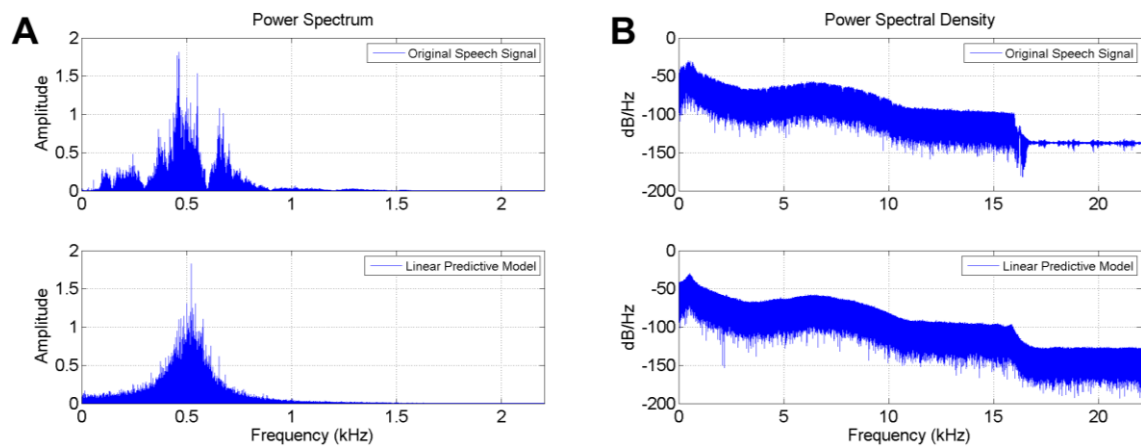 A
Power Spectrum
Amplitude
2
1.5
1
0.5
0
Original Speech Signal
0 0.5 1 1.5 2
Amplitude
2
1.5
1
0.5
0
Linear Predictive Model
0 0.5 1 1.5 2
Frequency (kHz)
B
Power Spectral Density
dB/Hz
0
-50
-100
-150
-200
Original Speech Signal
0 5 10 15 20
dB/Hz
0
-50
-100
-150
-200
Linear Predictive Model
0 5 10 15 20
Frequency (kHz)